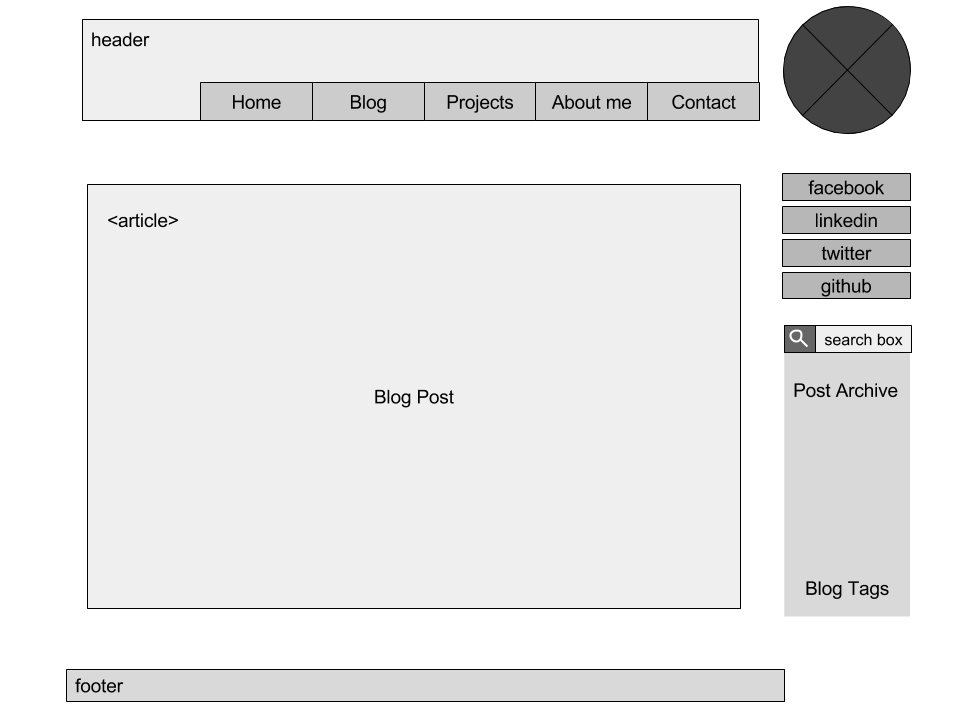 header
Home
Blog
Projects
About me
Contact
facebook
linkedin
twitter
github
<article>
Blog Post
search box
Post Archive
Blog Tags
footer